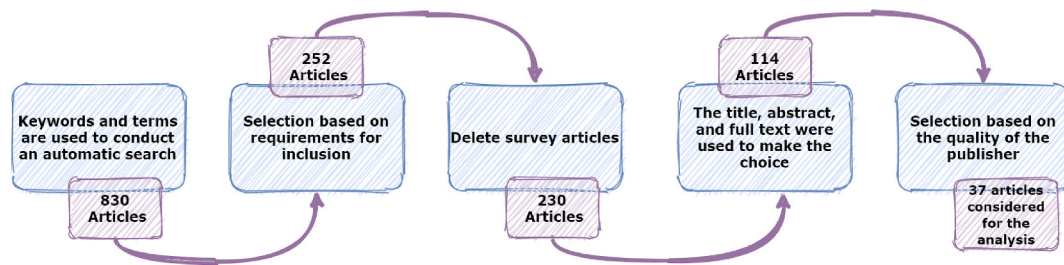 Keywords and terms
are used to conduct
an automatic search
830
Articles
252
Articles
Selection based on
requirements for
inclusion
Delete survey articles
230
Articles
114
Articles
The title, abstract,
and full text were
used to make the
choice
Selection based on
the quality of the
publisher
37 articles
considered
for the
analysis